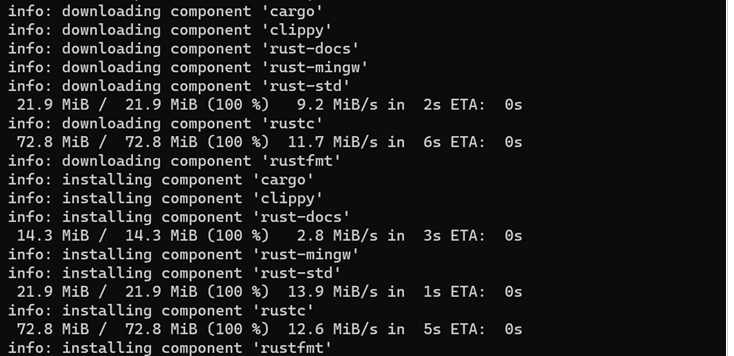 info: downloading component 'cargo'
info: downloading component 'clippy'
info: downloading component 'rust-docs'
info: downloading component 'rust-mingw'
info: downloading component 'rust-std'
21.9 MiB /  21.9 MiB (100 %)   9.2 MiB/s in  2s ETA:  0s
info: downloading component 'rustc'
72.8 MiB /  72.8 MiB (100 %)  11.7 MiB/s in  6s ETA:  0s
info: downloading component 'rustfmt'
info: installing component 'cargo'
info: installing component 'clippy'
info: installing component 'rust-docs'
14.3 MiB /  14.3 MiB (100 %)   2.8 MiB/s in  3s ETA:  0s
info: installing component 'rust-mingw'
info: installing component 'rust-std'
21.9 MiB /  21.9 MiB (100 %)  13.9 MiB/s in  1s ETA:  0s
info: installing component 'rustc'
72.8 MiB /  72.8 MiB (100 %)  12.6 MiB/s in  5s ETA:  0s
info: installing component 'rustfmt'